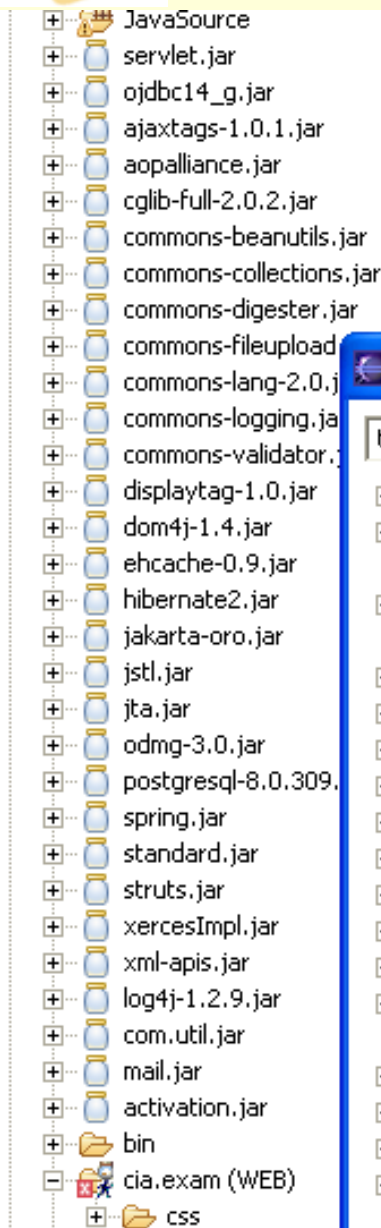 JavaSource
servlet.jar
ojdbc14_g.jar
ajaxtags-1.0.1.jar
aopalliance.jar
cglib-full-2.0.2.jar
commons-beanutils.jar
commons-collections.jar
commons-digester.jar
commons-fileupload
commons-lang-2.0.j
commons-logging.ja
commons-validator.
displaytag-1.0.jar
dom4j-1.4.jar
ehcache-0.9.jar
hibernate2.jar
jakarta-oro.jar
jstl.jar
jta.jar
odmg-3.0.jar
postgresql-8.0.309.
spring.jar
standard.jar
struts.jar
xercesImpl.jar
xml-apis.jar
log4j-1.2.9.jar
com.util.jar
mail.jar
activation.jar
bin
cia.exam (WEB)
css